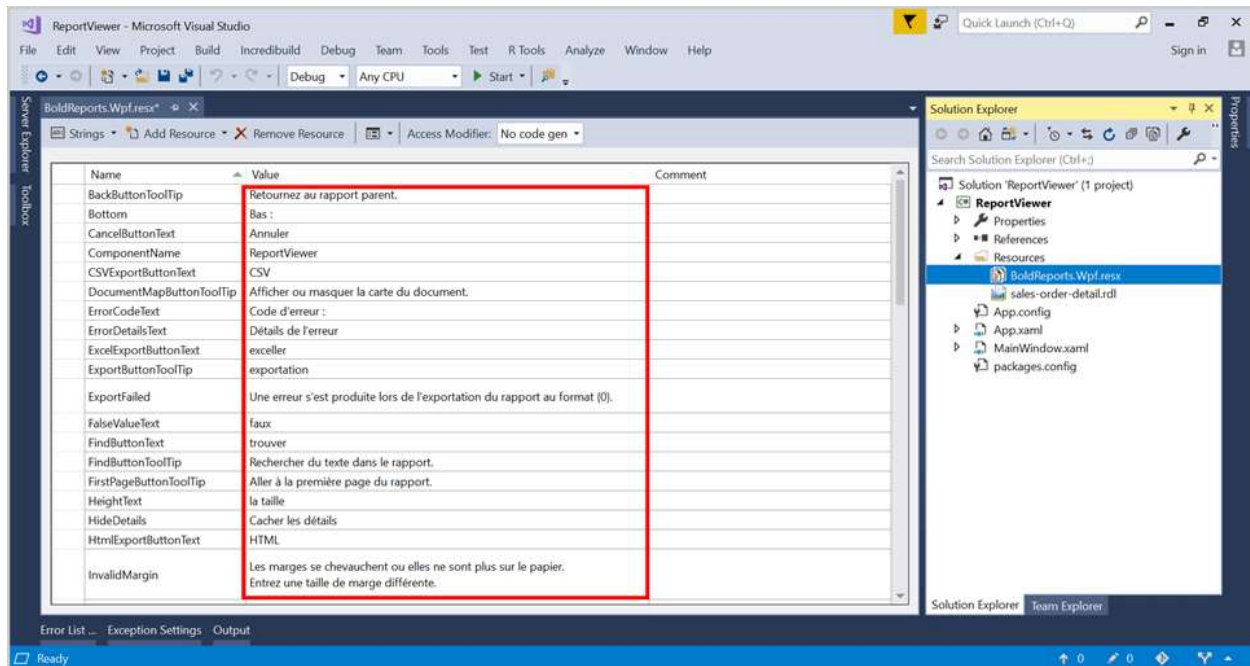 ReportViewer - Microsoft Visual Studio
Quick Launch (Ctrl+Q)
File Edit View Project Build Incredibuild Debug Team Tools Test R Tools Analyze Window Help
Sign in
Debug Any CPU Start
Server Explorer
Toolbox
BoldReports.Wpf.resx*
Strings Add Resource Remove Resource Access Modifier: No code gen
Name Value Comment
BackButtonToolTip Retournez au rapport parent.
Bottom Bas :
CancelButtonText Annuler
ComponentName ReportViewer
CSVExportButtonText CSV
DocumentMapButtonToolTip Afficher ou masquer la carte du document.
ErrorCodeText Code d'erreur :
ErrorDetailsText Détails de l'erreur
ExcelExportButtonText exceller
ExportButtonToolTip exportation
ExportFailed Une erreur s'est produite lors de l'exportation du rapport au format {0}.
FalseValueText faux
FindButtonText trouver
FindButtonToolTip Rechercher du texte dans le rapport.
FirstPageButtonToolTip Aller à la première page du rapport.
HeightText la taille
HideDetails Cacher les détails
HtmlExportButtonText HTML
InvalidMargin Les marges se chevauchent ou elles ne sont plus sur le papier.
Entrez une taille de marge différente.
Solution Explorer
Search Solution Explorer (Ctrl+;)
Solution 'ReportViewer' (1 project)
ReportViewer
Properties
References
Resources
BoldReports.Wpf.resx
sales-order-detail.rdl
App.config
App.xaml
MainWindow.xaml
packages.config
Solution Explorer Team Explorer
Properties
Error List ... Exception Settings Output
Ready
0 0